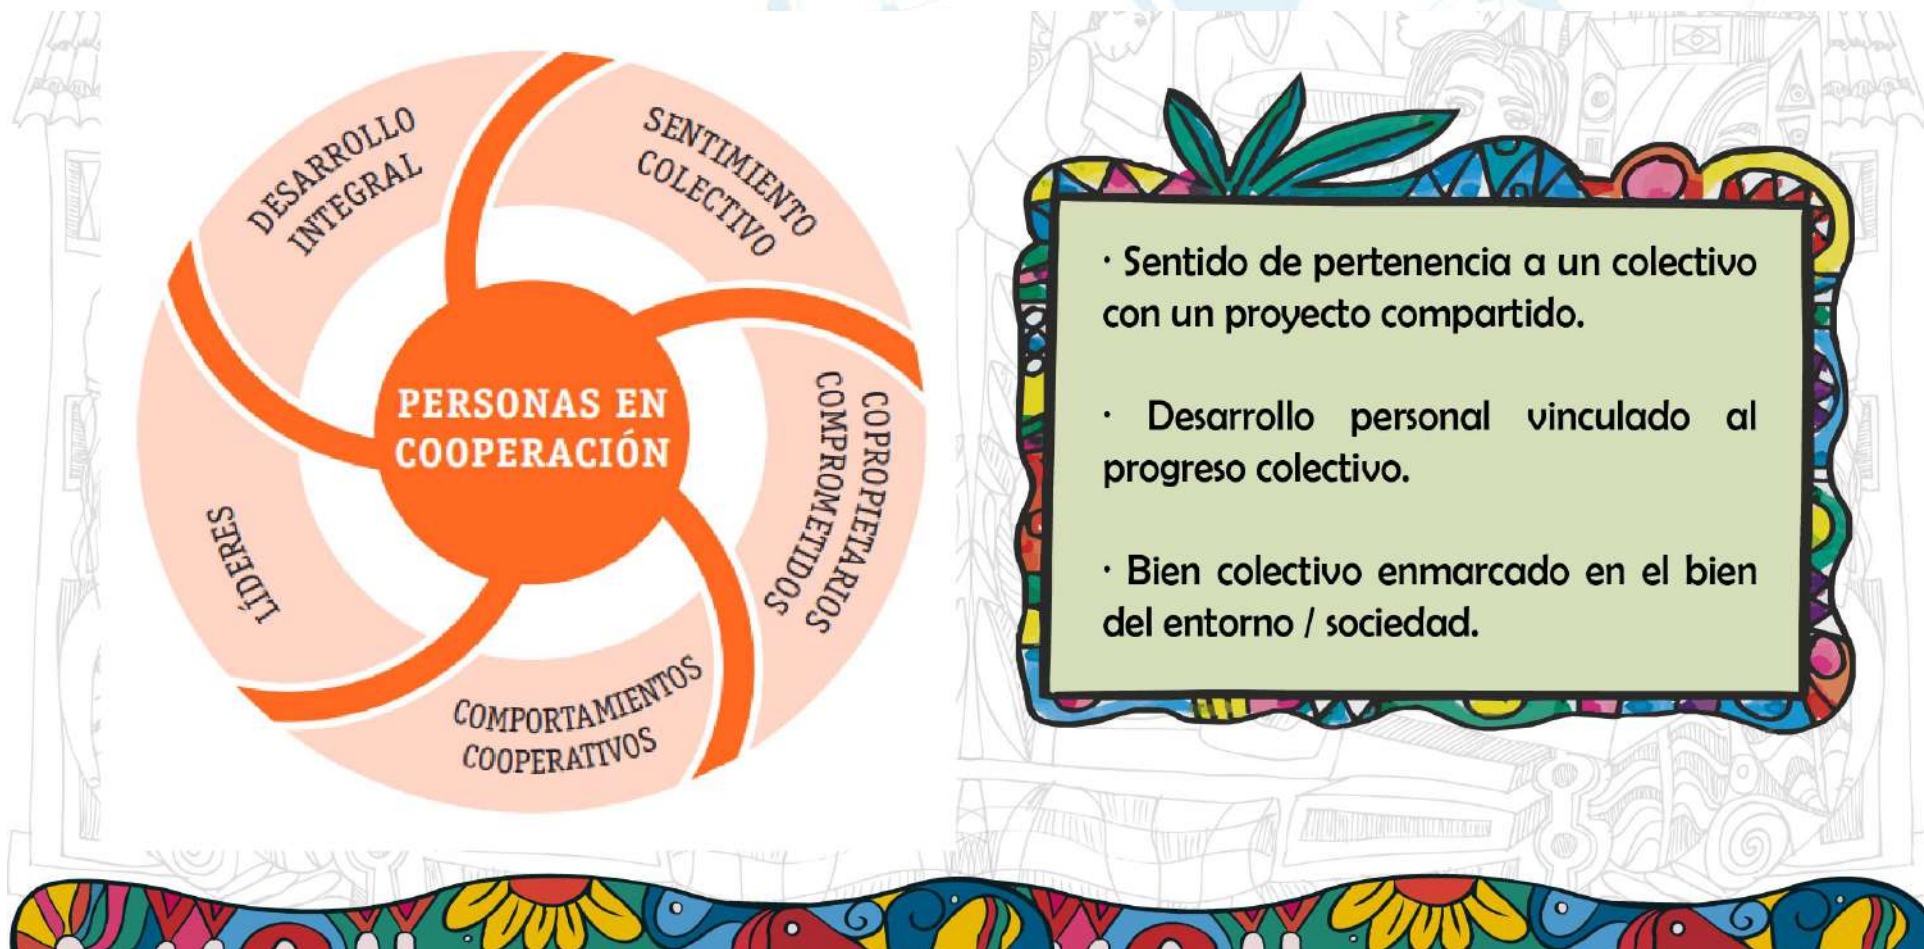 DESARROLLO
INTEGRAL
SENTIMIENTO
COLECTIVO
COPROPIETARIOS
COMPROMETIDOS
COMPORTAMIENTOS
COOPERATIVOS
LÍDERES
PERSONAS EN
COOPERACIÓN
· Sentido de pertenencia a un colectivo
con un proyecto compartido.
· Desarrollo personal vinculado al
progreso colectivo.
· Bien colectivo enmarcado en el bien
del entorno / sociedad.